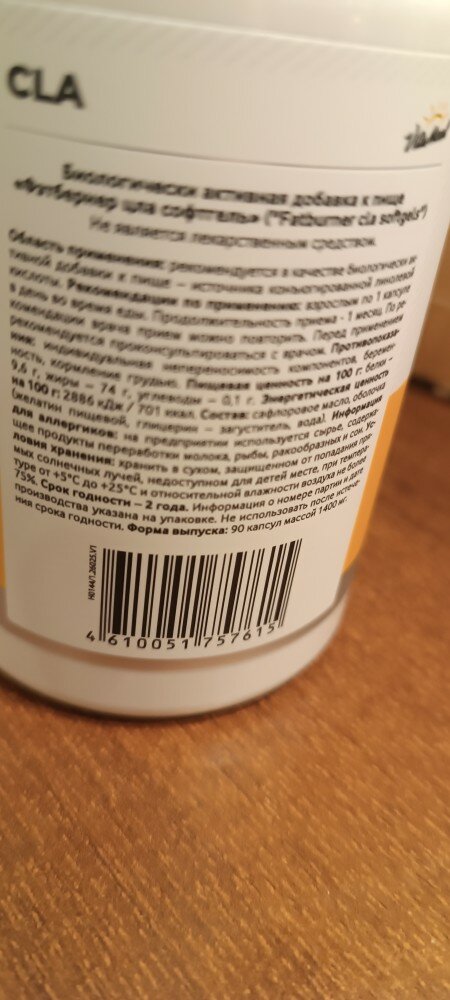 CLA
Биологически активная добавка к пище
«Фэтбернер цла софтгельс» ("Fatburner cla softgels")
Не является лекарственным средством.
Область применения: рекомендуется в качестве биологически ак-
тивной добавки к пище – источника конъюгированной линолевой
кислоты. Рекомендации по применению: взрослым по 1 капсуле
в день во время еды. Продолжительность приема - 1 месяц. По ре-
комендации врача прием можно повторить. Перед применением
рекомендуется проконсультироваться с врачом. Противопоказа-
ния: индивидуальная непереносимость компонентов, беремен-
ность, кормление грудью. Пищевая ценность на 100 г: белки –
9,6 г, жиры – 74 г, углеводы – 0,1 г. Энергетическая ценность
на 100 г: 2886 кДж / 701 ккал. Состав: сафлоровое масло, оболочка
(желатин пищевой, глицерин – загуститель, вода). Информация
для аллергиков: на предприятии используется сырье, содержа-
щее продукты переработки молока, рыбы, ракообразных и сои. Ус-
ловия хранения: хранить в сухом, защищенном от попадания пря-
мых солнечных лучей, недоступном для детей месте, при темпера-
туре от +5°С до +25°С и относительной влажности воздуха не более
75%. Срок годности – 2 года. Информация о номере партии и дате
производства указана на упаковке. Не использовать после истече-
ния срока годности. Форма выпуска: 90 капсул массой 1400 мг.
H0144/1.26025.V1
4 610051 757615